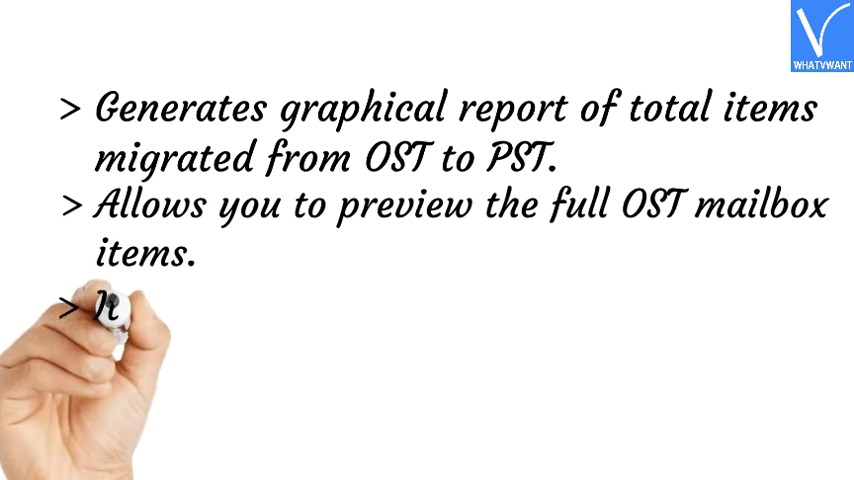 WHATVWANT
> Generates graphical report of total items
migrated from OST to PST.
> Allows you to preview the full OST mailbox
items.
>